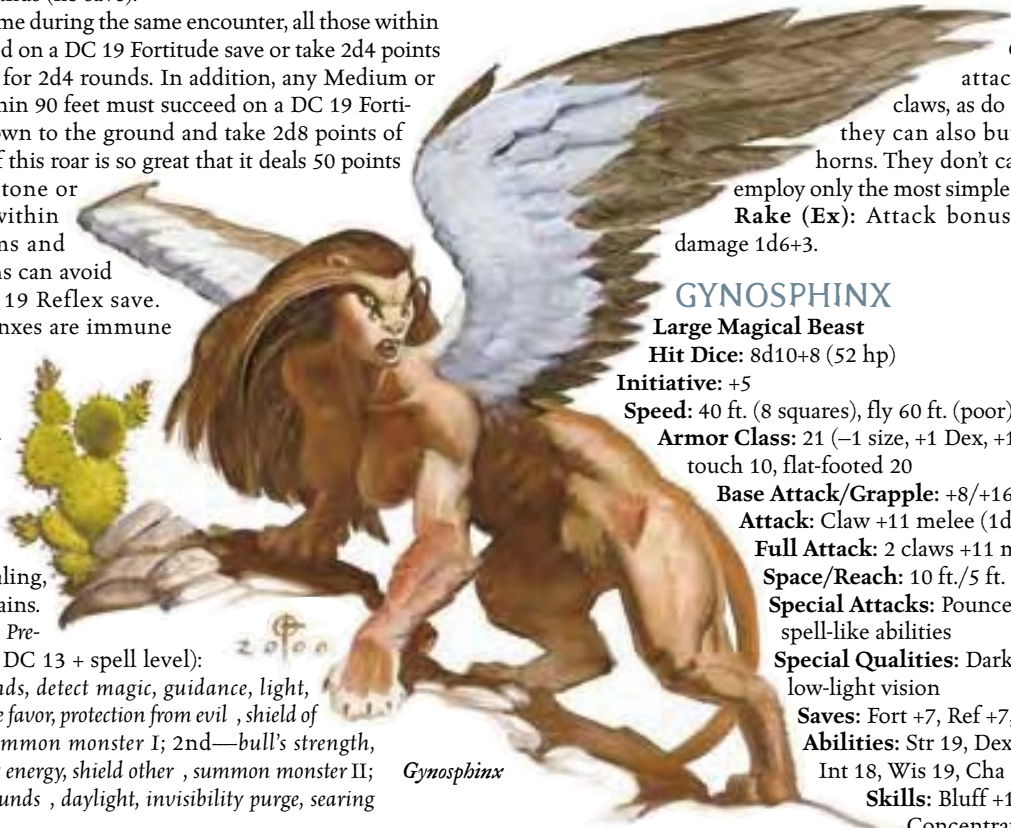 me during the same encounter, all those within
d on a DC 19 Fortitude save or take 2d4 points
for 2d4 rounds. In addition, any Medium or
hin 90 feet must succeed on a DC 19 Forti-
own to the ground and take 2d8 points of
f this roar is so great that it deals 50 points
tone or
within
ms and
ns can avoid
19 Reflex save.
nxes are immune
ling,
ains.
Pre-
DC 13 + spell level):
nds, detect magic, guidance, light,
e favor, protection from evil , shield of
mmon monster I; 2nd—bull's strength,
energy, shield other , summon monster II;
unds , daylight, invisibility purge, searing
2000
Gynosphinx
attac
claws, as do
they can also bu
horns. They don't ca
employ only the most simple
Rake (Ex): Attack bonus
damage 1d6+3.
GYNOSPHINX
Large Magical Beast
Hit Dice: 8d10+8 (52 hp)
Initiative: +5
Speed: 40 ft. (8 squares), fly 60 ft. (poor)
Armor Class: 21 (–1 size, +1 Dex, +1
touch 10, flat-footed 20
Base Attack/Grapple: +8/+16
Attack: Claw +11 melee (1d
Full Attack: 2 claws +11 m
Space/Reach: 10 ft./5 ft.
Special Attacks: Pounce
spell-like abilities
Special Qualities: Dark
low-light vision
Saves: Fort +7, Ref +7,
Abilities: Str 19, Dex
Int 18, Wis 19, Cha
Skills: Bluff +1
Concentra